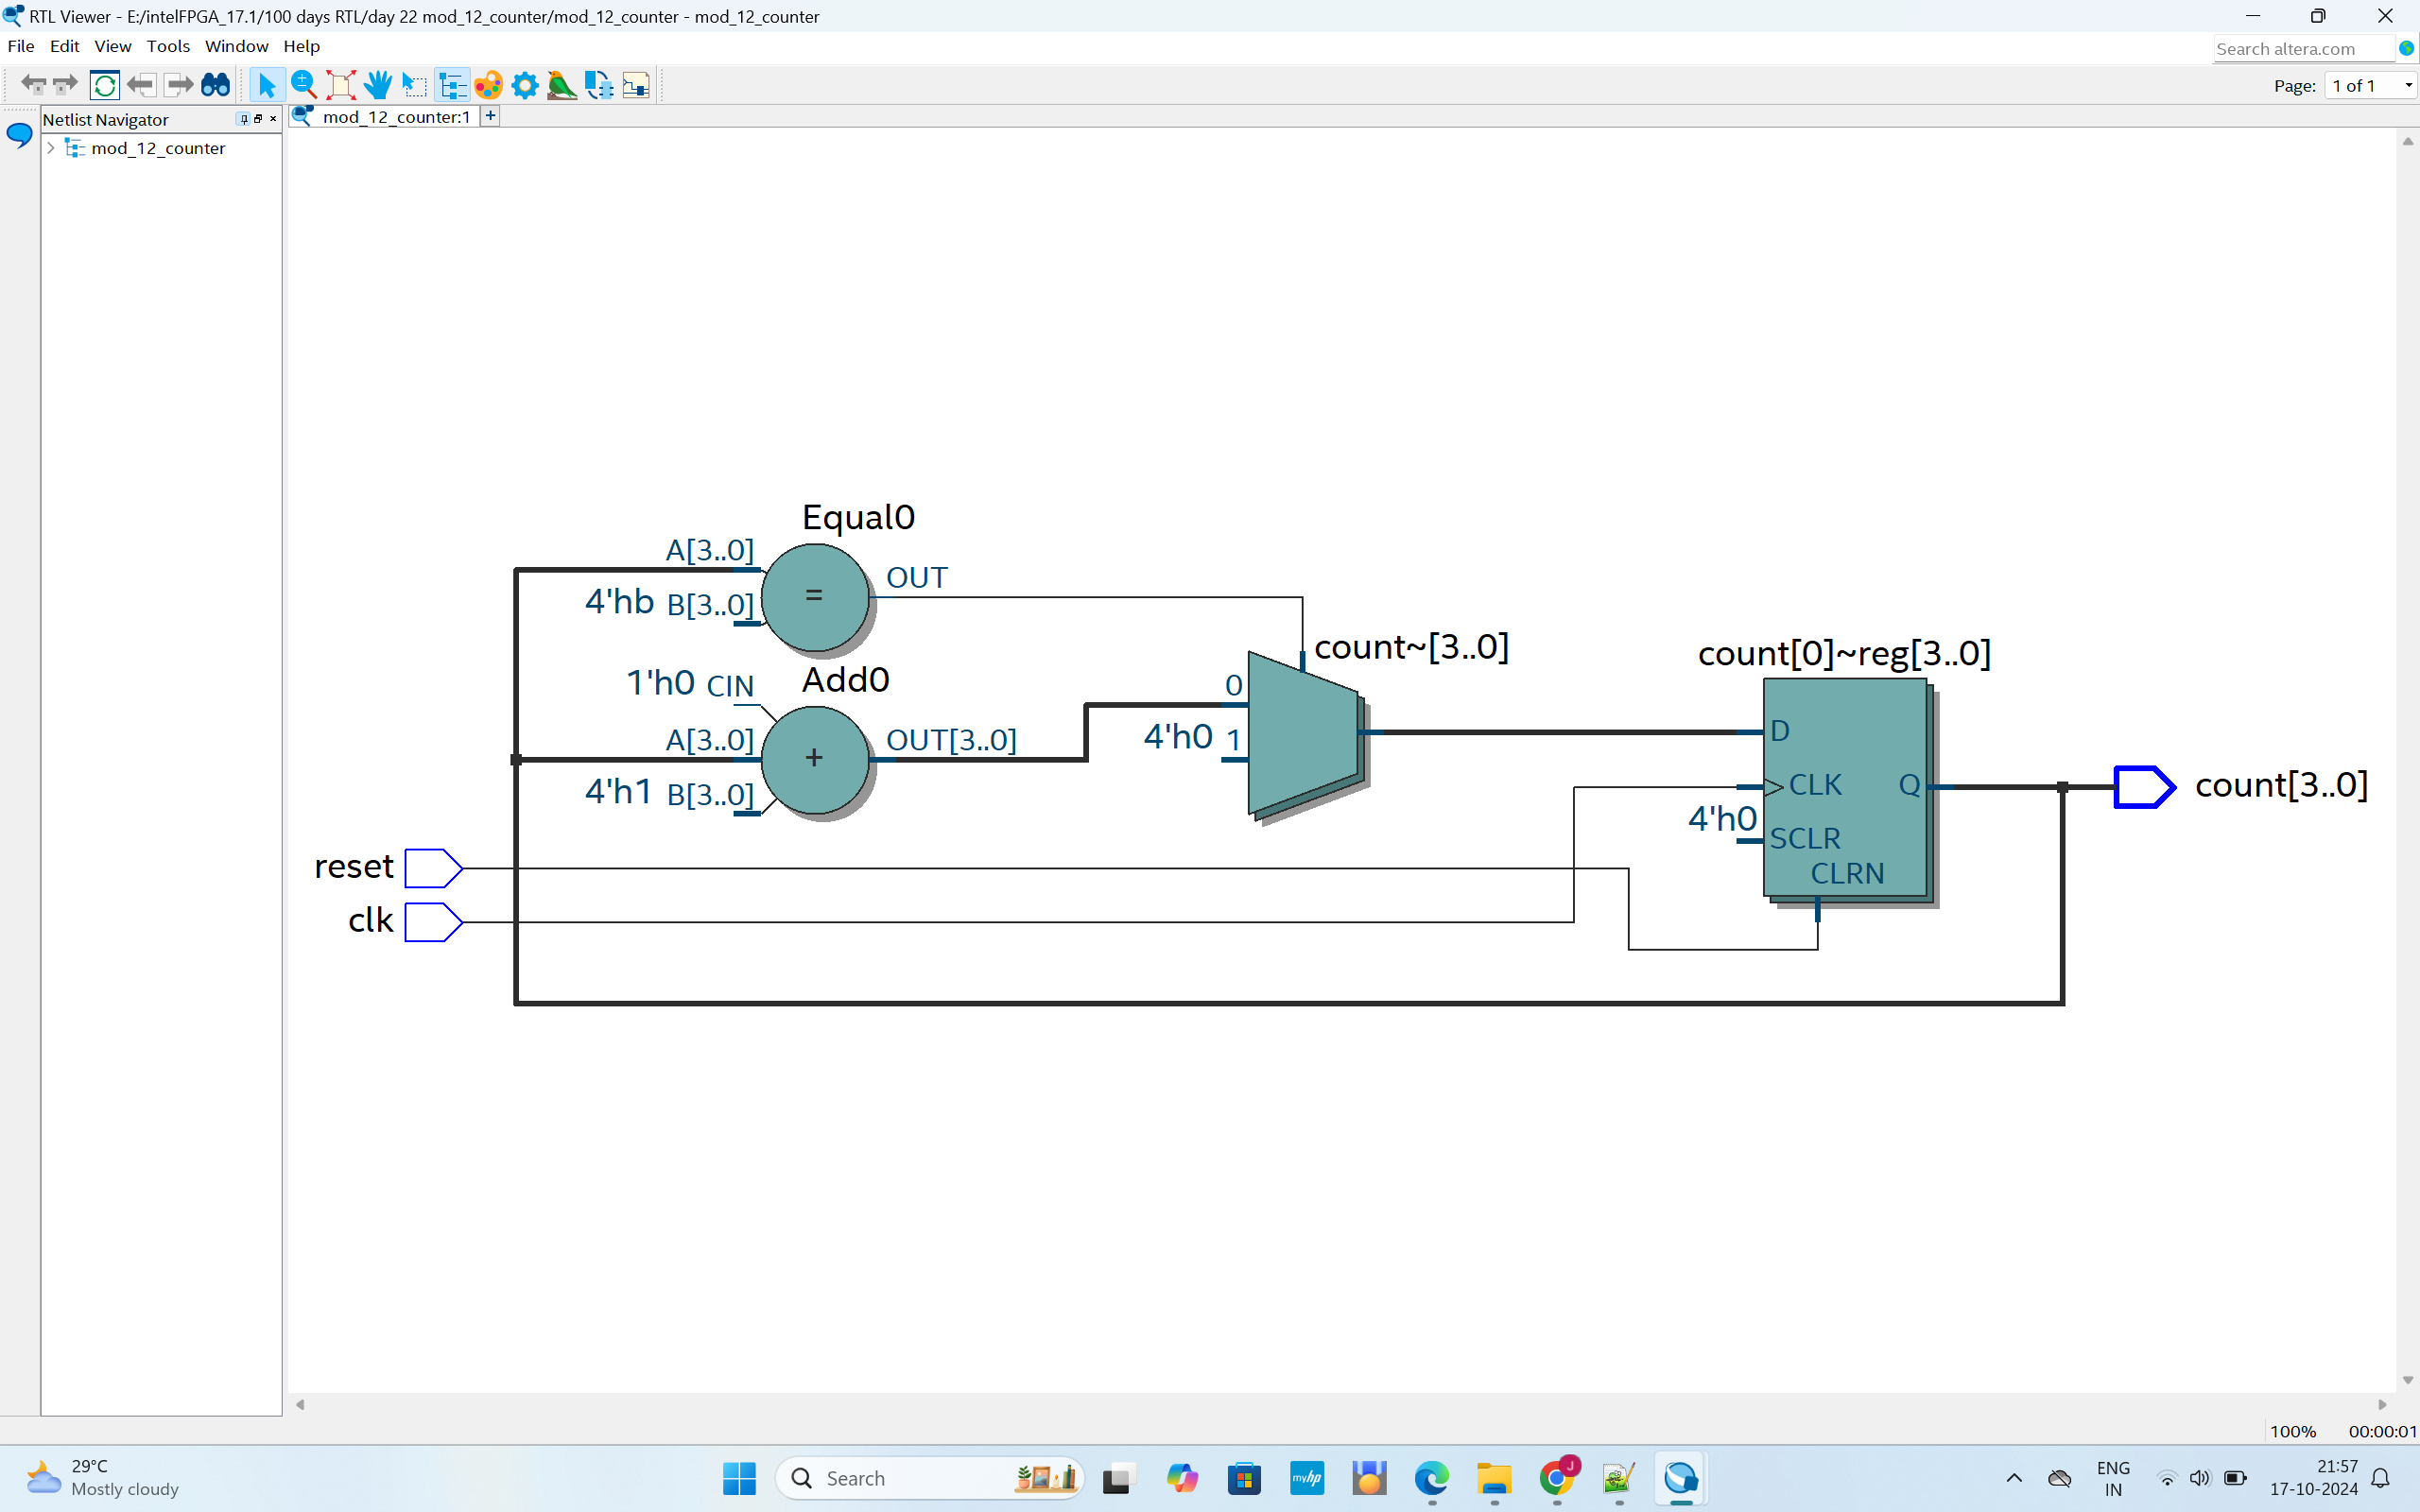 RTL Viewer - E:/intelFPGA_17.1/100 days RTL/day 22 mod_12_counter/mod_12_counter - mod_12_counter
File Edit View Tools Window Help
Search altera.com
Page: 1 of 1
Netlist Navigator
mod_12_counter:1
mod_12_counter
Equal0
A[3..0]
OUT
=
4'hb B[3..0]
count~[3..0]
count[0]~reg[3..0]
1'h0 CIN
Add0
0
A[3..0]
+
OUT[3..0]
4'h0 1
D
4'h1 B[3..0]
CLK
Q
count[3..0]
4'h0
SCLR
reset
CLRN
clk
100% 00:00:01
29°C
Mostly cloudy
Search
myhp
J
ENG
IN
21:57
17-10-2024